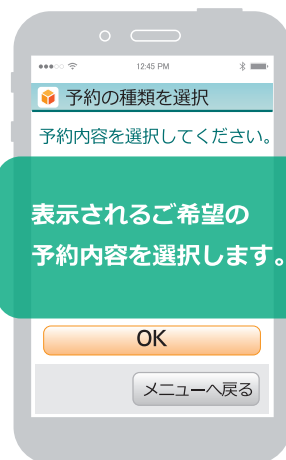 12:45 PM
予約の種類を選択
予約内容を選択してください。
表示されるご希望の
予約内容を選択します。
OK
メニューへ戻る